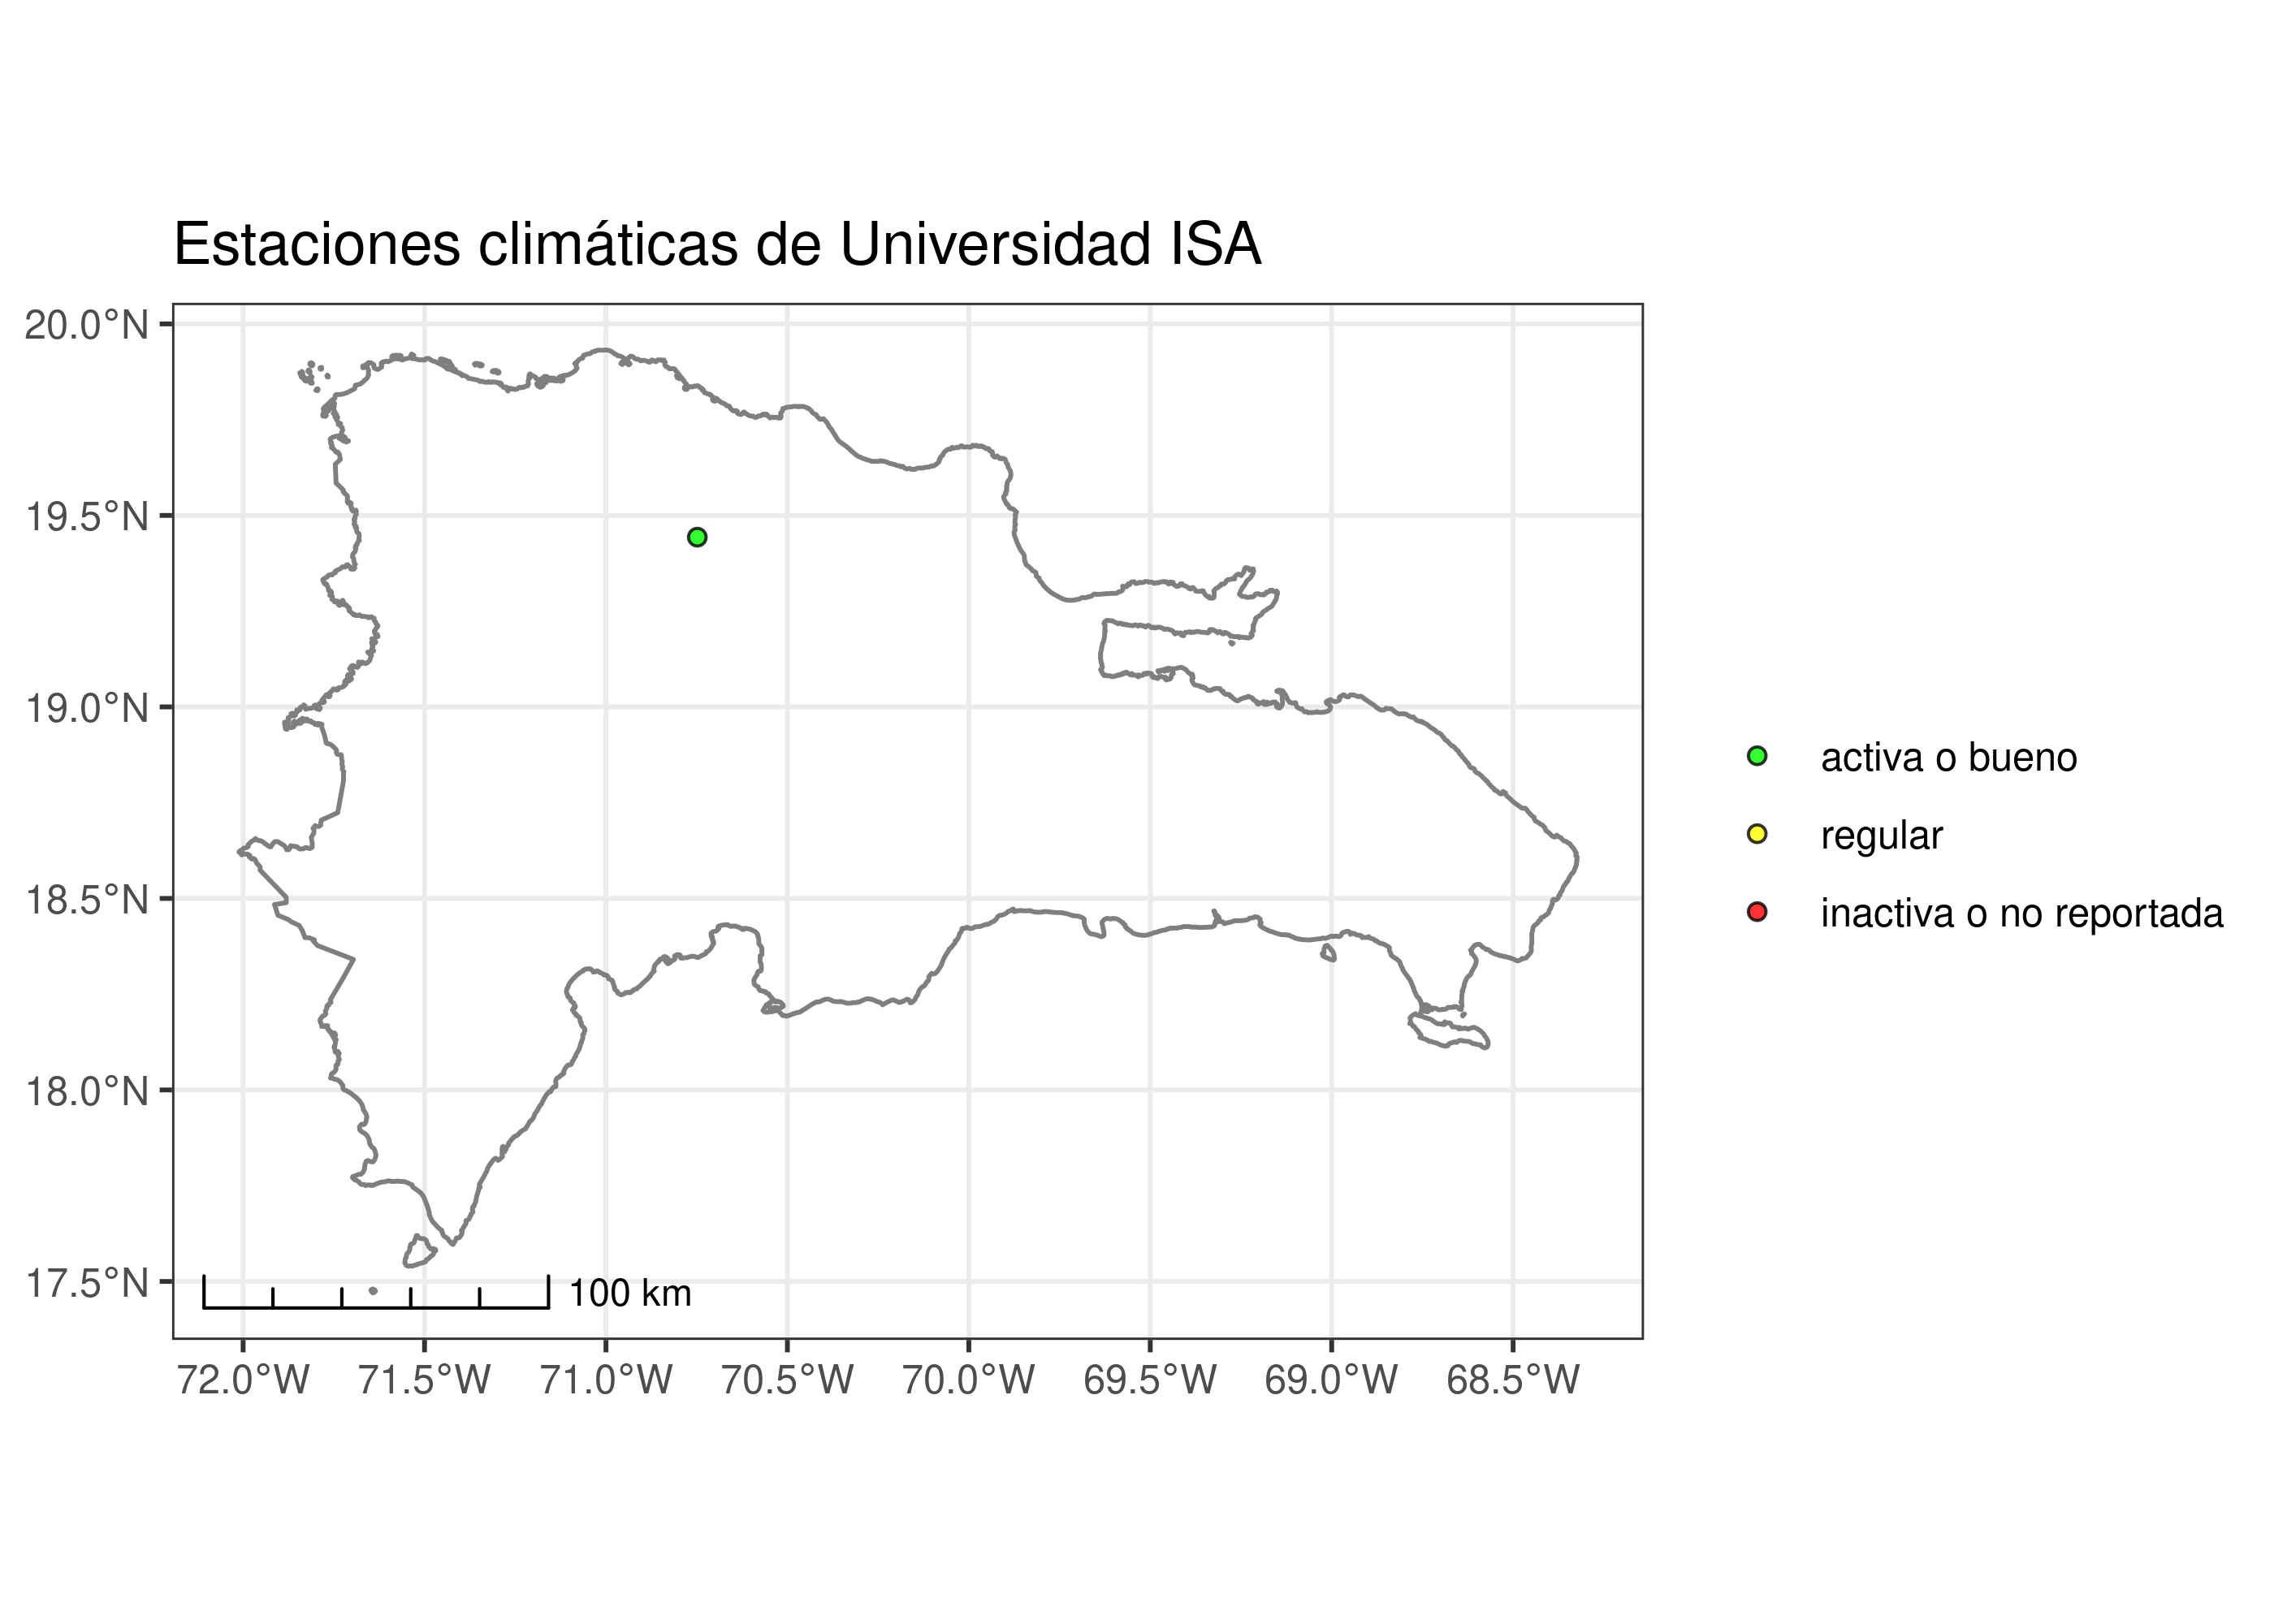 Estaciones climáticas de Universidad ISA
20.0°N
19.5°N
19.0°N
18.5°N
18.0°N
17.5°N
100 km
72.0°W 71.5°W 71.0°W 70.5°W 70.0°W 69.5°W 69.0°W 68.5°W
activa o bueno
regular
inactiva o no reportada